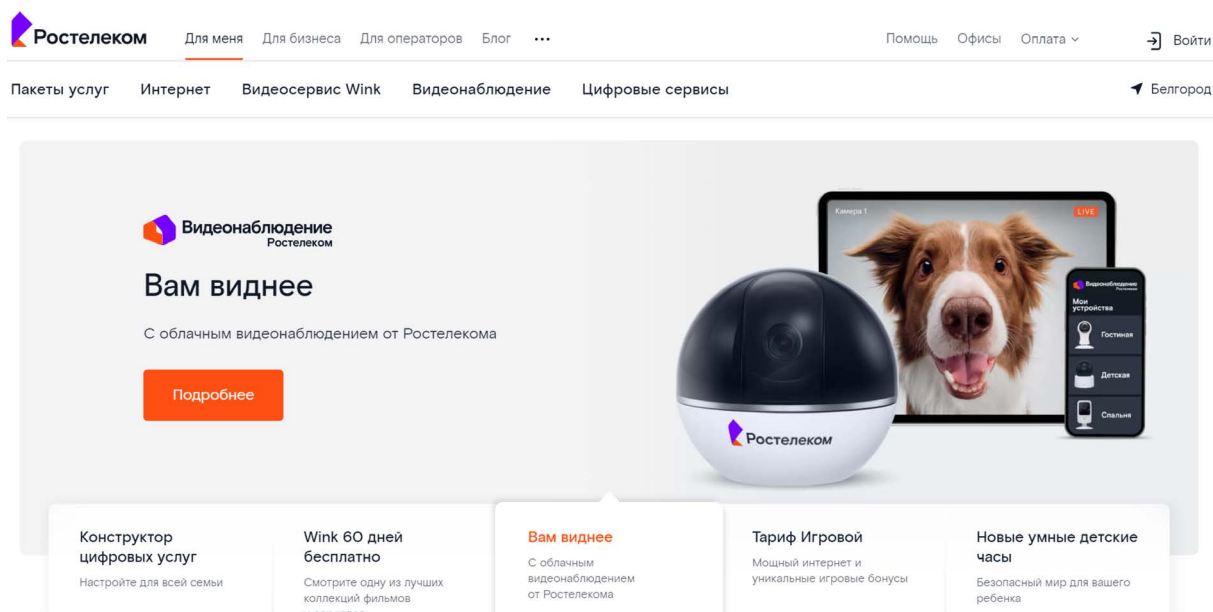 Ростелеком
Для меня Для бизнеса Для операторов Блог ... Помощь Офисы Оплата Войти
Пакеты услуг Интернет Видеосервис Wink Видеонаблюдение Цифровые сервисы Белгород
Видеонаблюдение
Ростелеком
Вам виднее
С облачным видеонаблюдением от Ростелекома
Подробнее
Камера 1 LIVE
Видеонаблюдение
Ростелеком
Мои
устройства
Гостиная
Детская
Спальня
Ростелеком
Конструктор
цифровых услуг
Настройте для всей семьи
Wink 60 дней
бесплатно
Смотрите одну из лучших
коллекций фильмов
Вам виднее
С облачным
видеонаблюдением
от Ростелекома
Тариф Игровой
Мощный интернет и
уникальные игровые бонусы
Новые умные детские
часы
Безопасный мир для вашего
ребенка